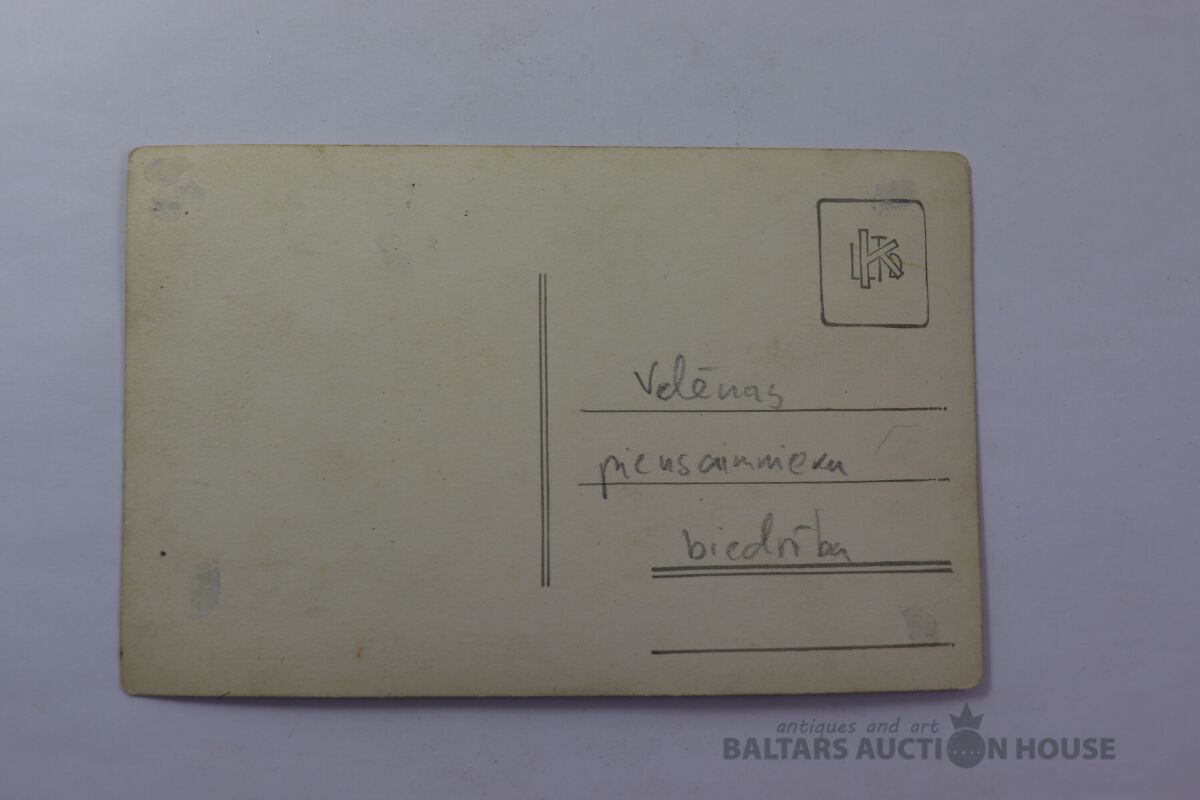 Velēnas
piensaimnieku
biedrība
antiques and art
BALTARS AUCTION HOUSE